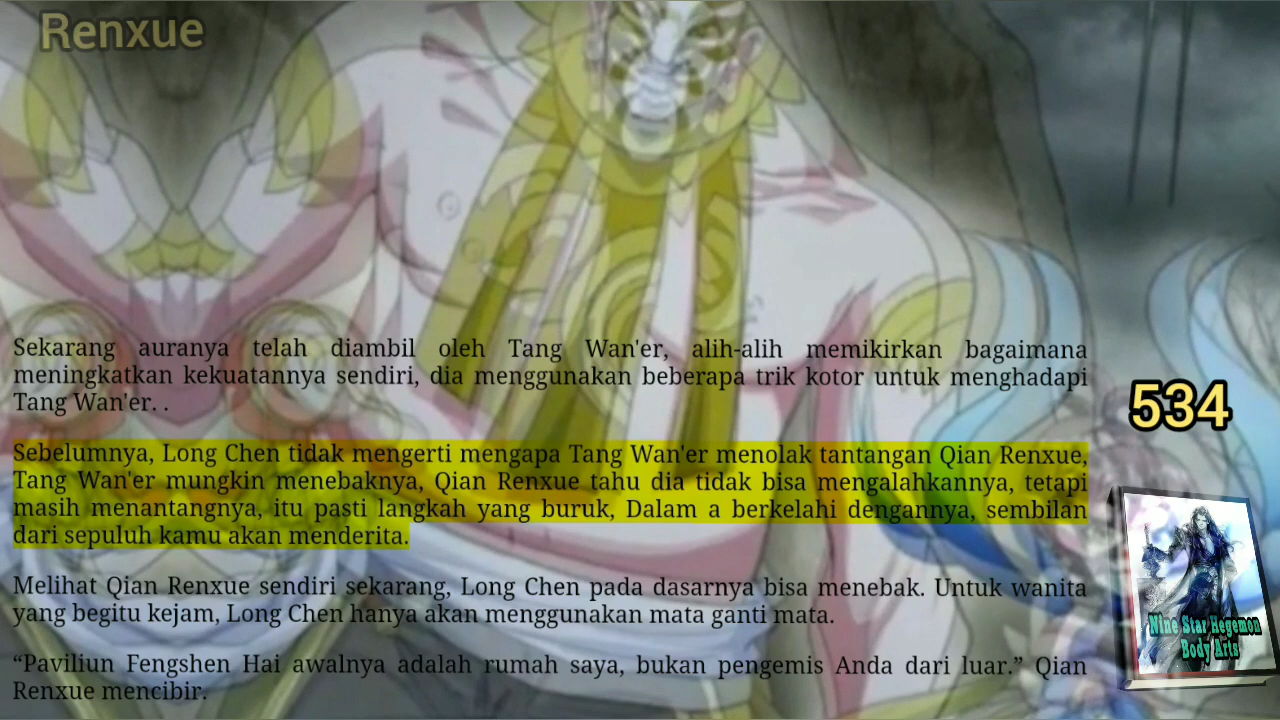 Renxue
Sekarang auranya telah diambil oleh Tang Wan'er, alih-alih memikirkan bagaimana
meningkatkan kekuatannya sendiri, dia menggunakan beberapa trik kotor untuk menghadapi
Tang Wan'er. .
Sebelumnya, Long Chen tidak mengerti mengapa Tang Wan'er menolak tantangan Qian Renxue,
Tang Wan'er mungkin menebaknya, Qian Renxue tahu dia tidak bisa mengalahkannya, tetapi
masih menantangnya, itu pasti langkah yang buruk, Dalam a berkelahi dengannya, sembilan
dari sepuluh kamu akan menderita.
Melihat Qian Renxue sendiri sekarang, Long Chen pada dasarnya bisa menebak. Untuk wanita
yang begitu kejam, Long Chen hanya akan menggunakan mata ganti mata.
“Paviliun Fengshen Hai awalnya adalah rumah saya, bukan pengemis Anda dari luar.” Qian
Renxue mencibir.
534
Nine Star Hegemon
Body Arts